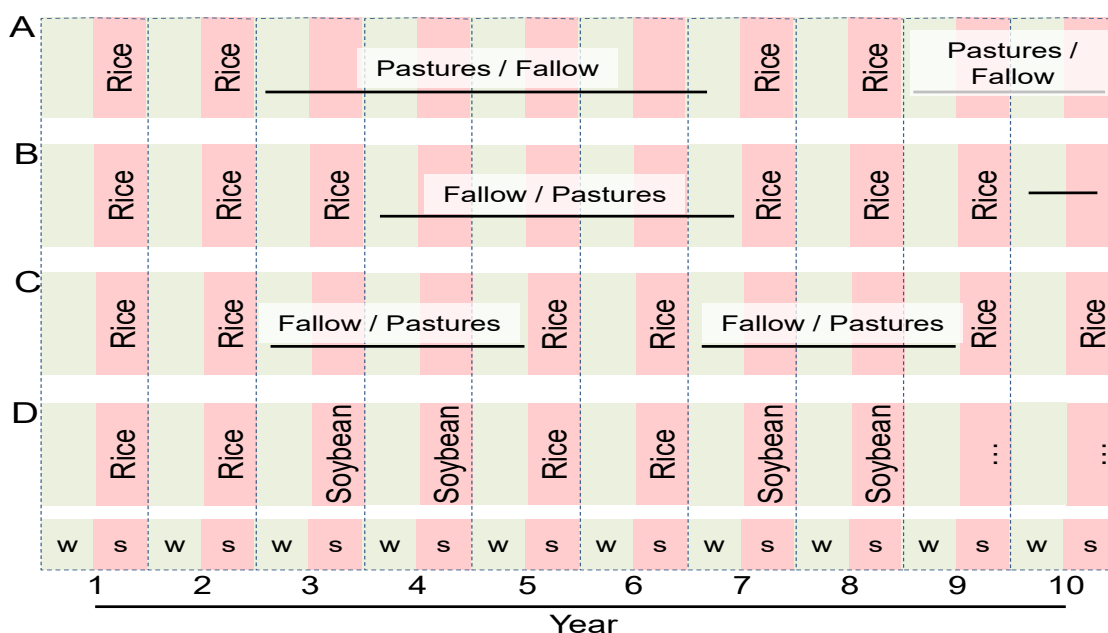 A
Rice Rice Pastures / Fallow Rice Rice Pastures /
Fallow
B
Rice Rice Rice Fallow / Pastures Rice Rice Rice
C
Rice Rice Fallow / Pastures Rice Rice Fallow / Pastures Rice Rice
D
Rice Rice Soybean Soybean Rice Rice Soybean Soybean ... ...
w s w s w s w s w s w s w s w s w s w s
1 2 3 4 5 6 7 8 9 10
Year